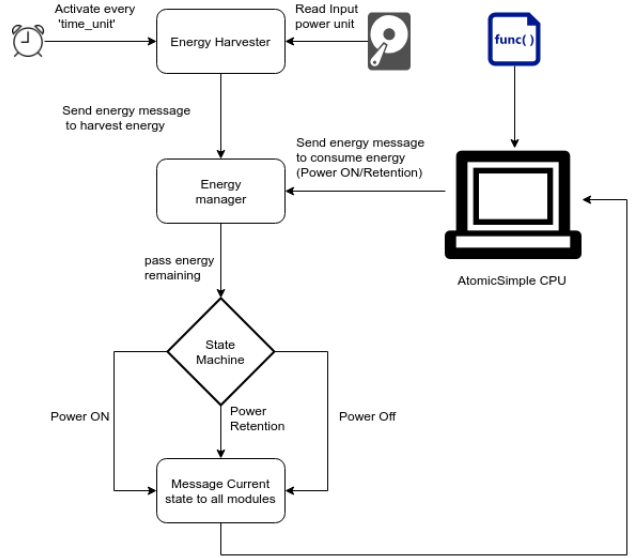 Activate every
'time_unit'
Read Input
power unit
Energy Harvester
func( )
Send energy message
to harvest energy
Send energy message
to consume energy
(Power ON/Retention)
Energy
manager
AtomicSimple CPU
pass energy
remaining
State
Machine
Power ON
Power
Retention
Power Off
Message Current
state to all modules